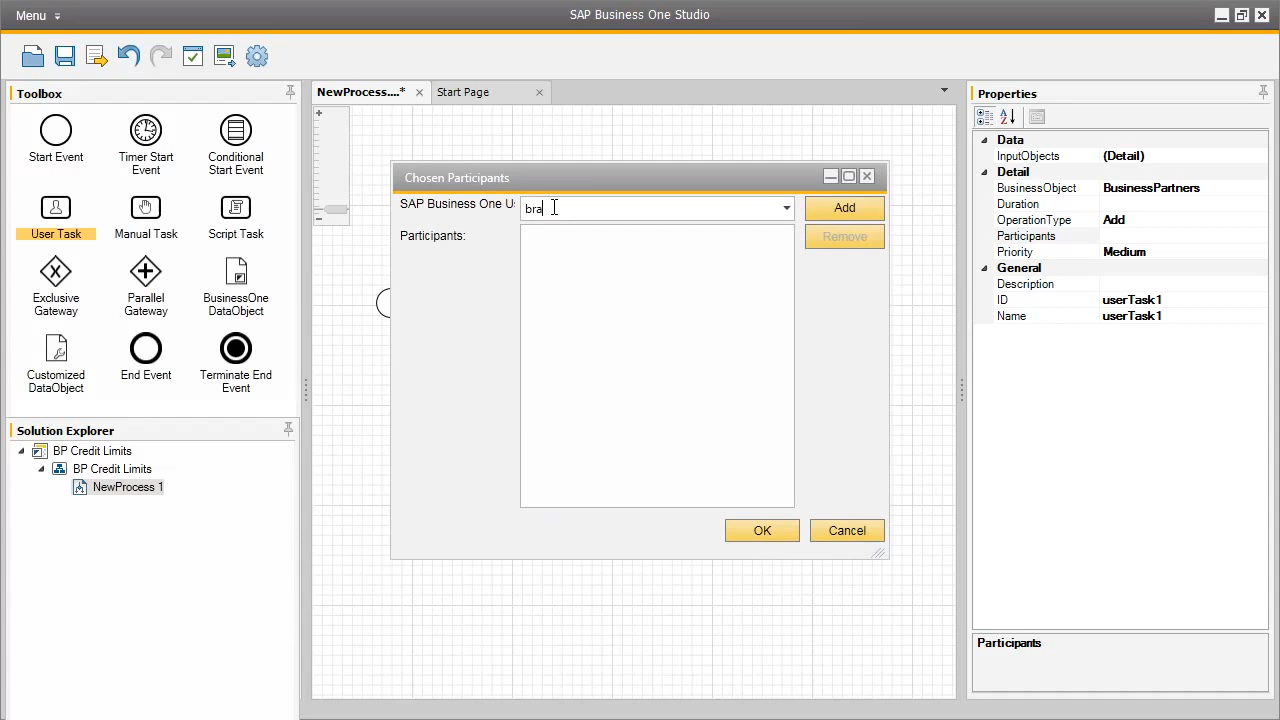 Menu
SAP Business One Studio
Toolbox
NewProcess....*
Start Page
Properties
Start Event
Timer Start
Event
Conditional
Start Event
User Task
Manual Task
Script Task
Exclusive
Gateway
Parallel
Gateway
BusinessOne
DataObject
Customized
DataObject
End Event
Terminate End
Event
Solution Explorer
BP Credit Limits
BP Credit Limits
NewProcess 1
Chosen Participants
SAP Business One U
bra
Add
Participants:
Remove
OK
Cancel
Data
InputObjects (Detail)
Detail
BusinessObject BusinessPartners
Duration
OperationType Add
Participants
Priority Medium
General
Description
ID userTask1
Name userTask1
Participants